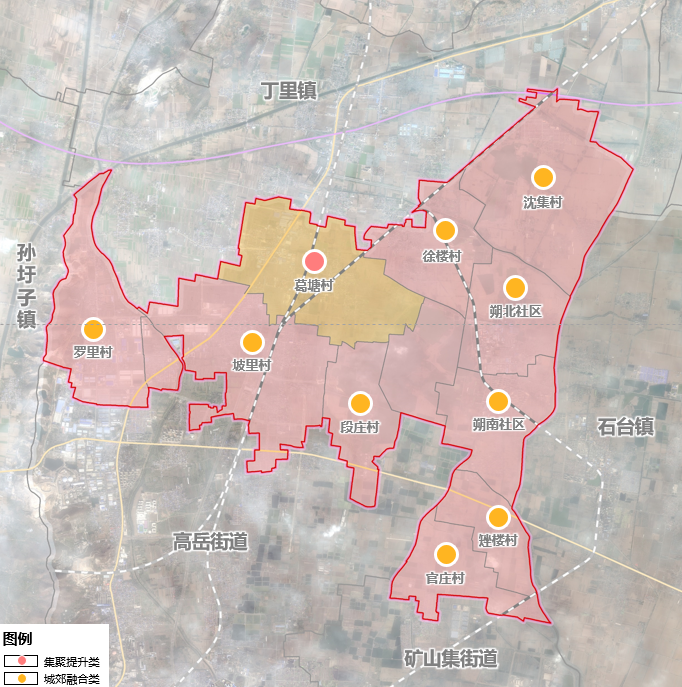 丁里镇
沈集村
徐楼村
孙圩子镇
葛塘村
朔北社区
罗里村
坡里村
段庄村
朔南社区
石台镇
高岳街道
矬楼村
官庄村
图例
矿山集街道
集聚提升类
城郊融合类